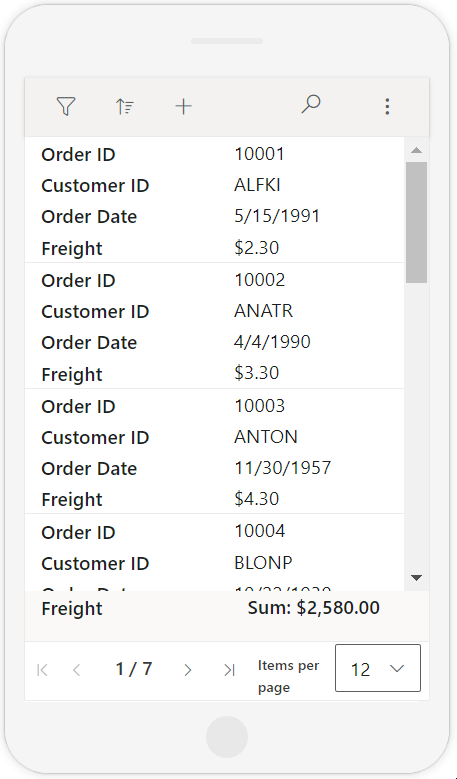 Order ID 10001
Customer ID ALFKI
Order Date 5/15/1991
Freight $2.30
Order ID 10002
Customer ID ANATR
Order Date 4/4/1990
Freight $3.30
Order ID 10003
Customer ID ANTON
Order Date 11/30/1957
Freight $4.30
Order ID 10004
Customer ID BLONP
Freight Sum: $2,580.00
1 / 7 Items per page 12